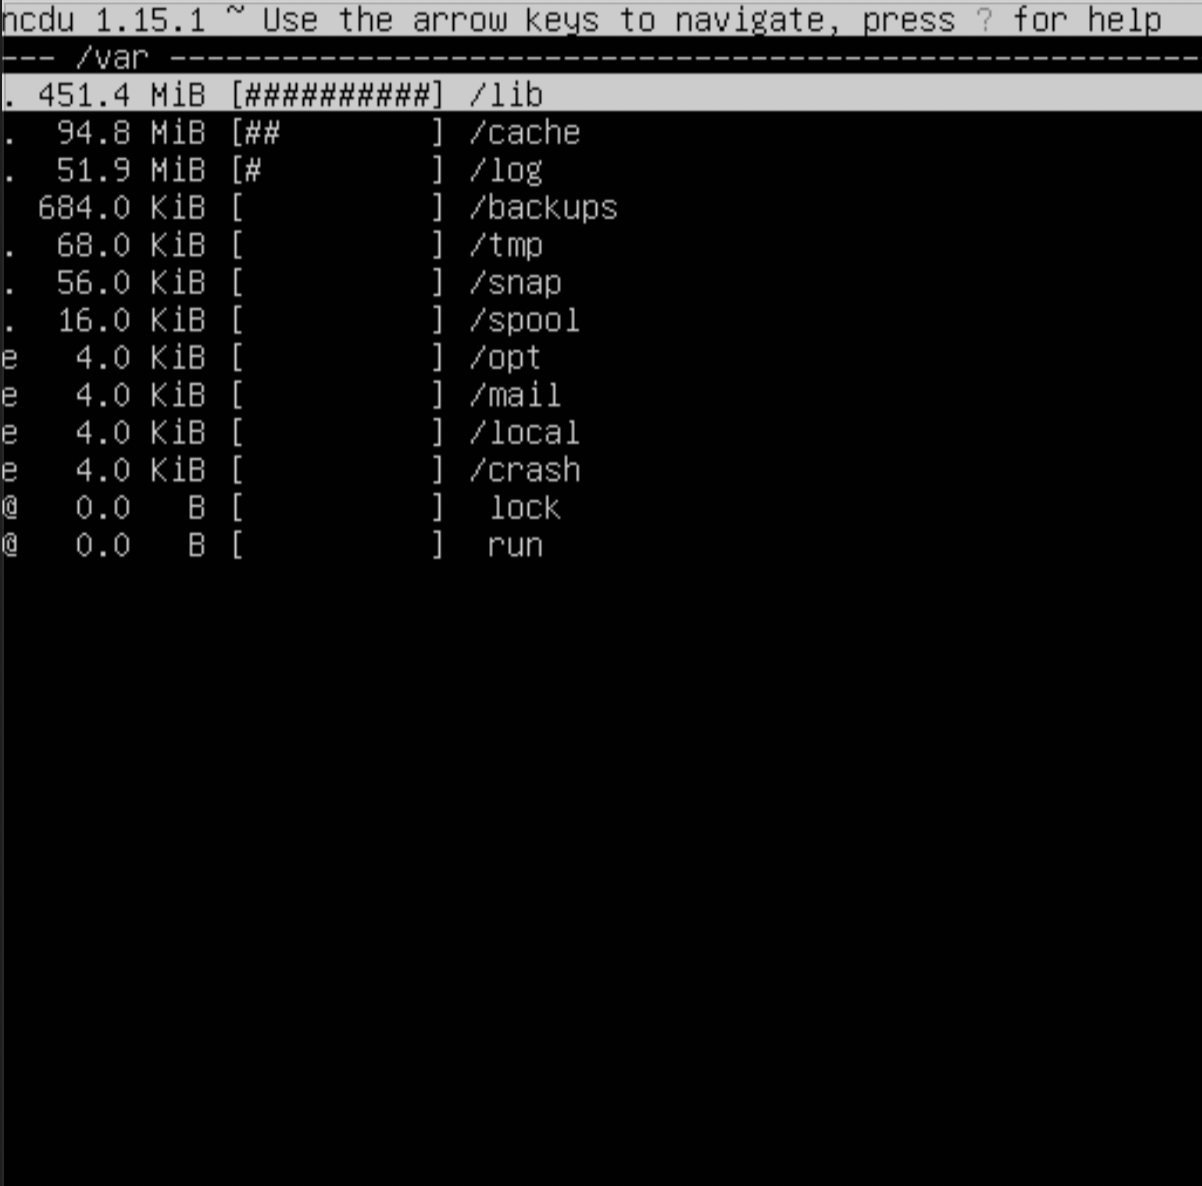 ncdu 1.15.1 ~ Use the arrow keys to navigate, press ? for help
--- /var -------------------------------------------------------
. 451.4 MiB [##########] /lib
.  94.8 MiB [##        ] /cache
.  51.9 MiB [#         ] /log
  684.0 KiB [          ] /backups
.  68.0 KiB [          ] /tmp
.  56.0 KiB [          ] /snap
.  16.0 KiB [          ] /spool
e   4.0 KiB [          ] /opt
e   4.0 KiB [          ] /mail
e   4.0 KiB [          ] /local
e   4.0 KiB [          ] /crash
@   0.0   B [          ]  lock
@   0.0   B [          ]  run